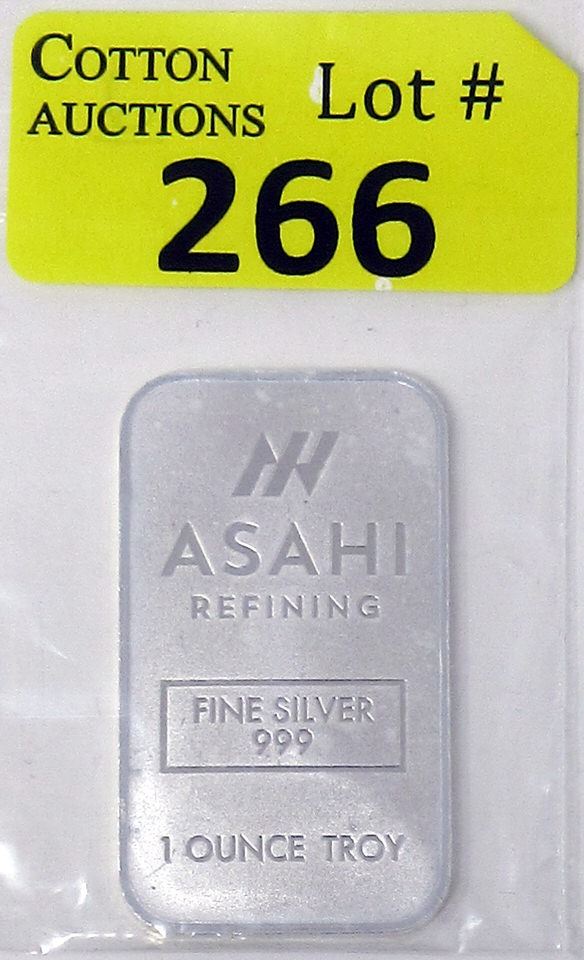 COTTON
AUCTIONS
Lot #
266
ASAHI
REFINING
FINE SILVER
999
1 OUNCE TROY